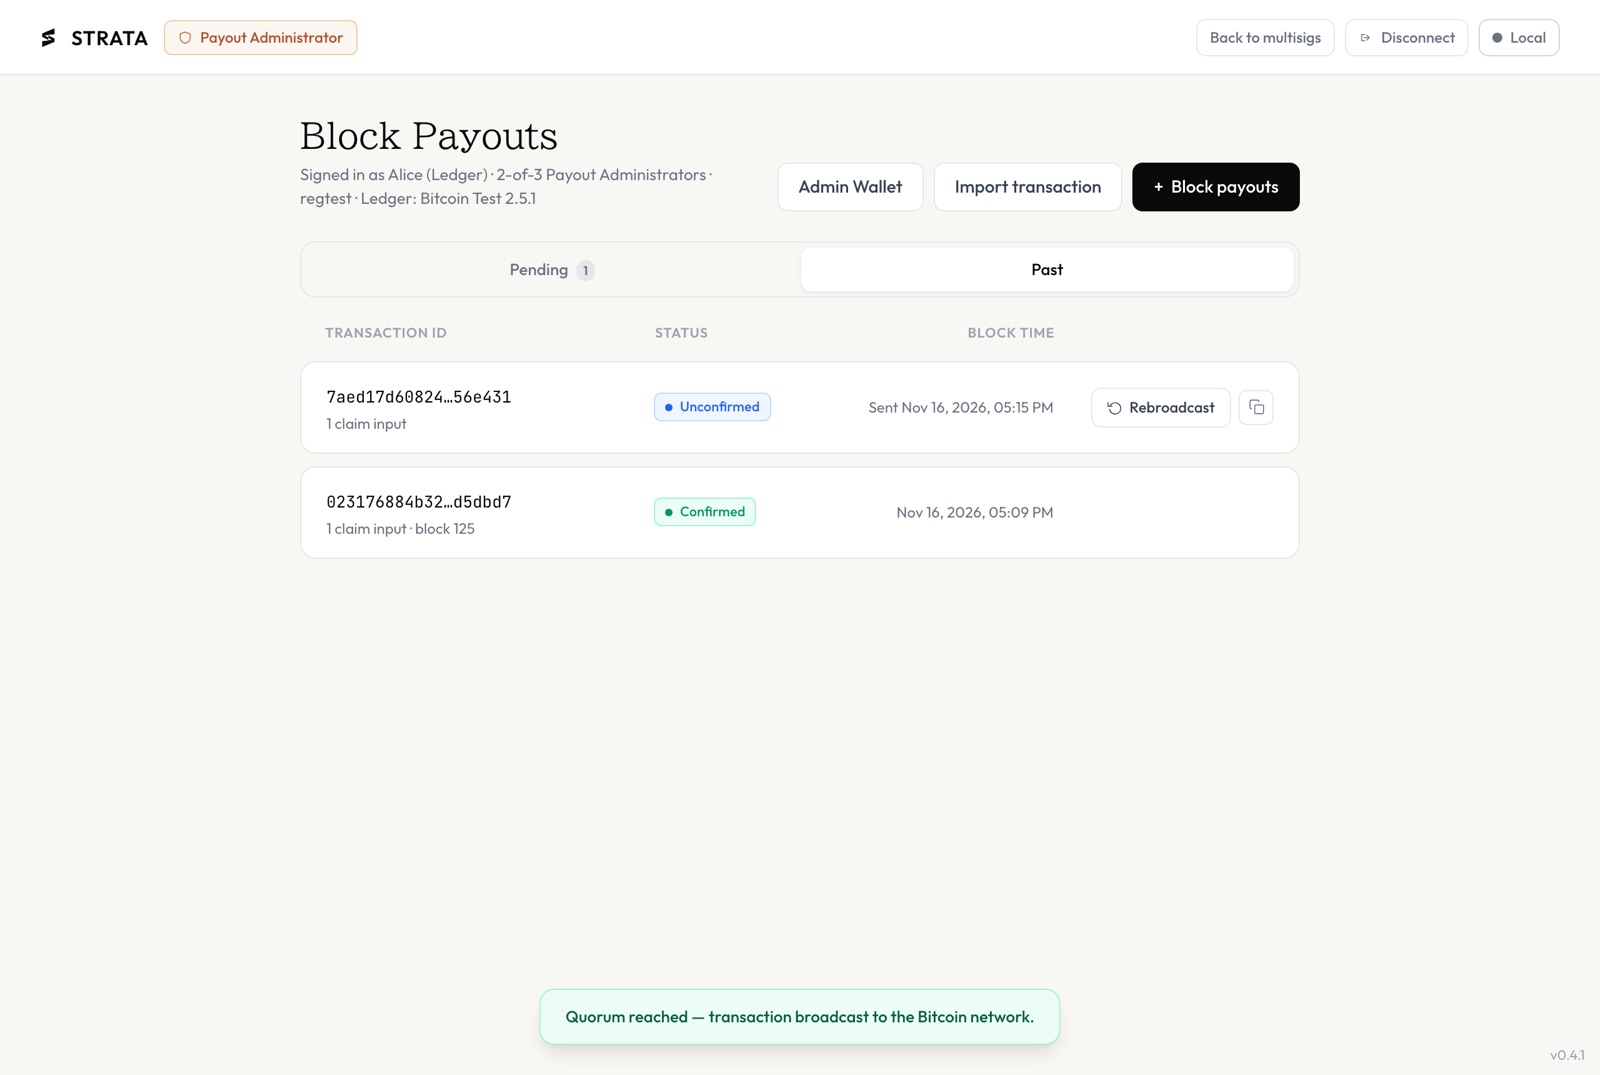 STRATA
Payout Administrator
Back to multisigs
Disconnect
Local
Block Payouts
Signed in as Alice (Ledger) · 2-of-3 Payout Administrators ·
regtest · Ledger: Bitcoin Test 2.5.1
Admin Wallet
Import transaction
+ Block payouts
Pending 1
Past
TRANSACTION ID
STATUS
BLOCK TIME
7aed17d60824…56e431
1 claim input
Unconfirmed
Sent Nov 16, 2026, 05:15 PM
Rebroadcast
023176884b32…d5dbd7
1 claim input · block 125
Confirmed
Nov 16, 2026, 05:09 PM
Quorum reached — transaction broadcast to the Bitcoin network.
v0.4.1